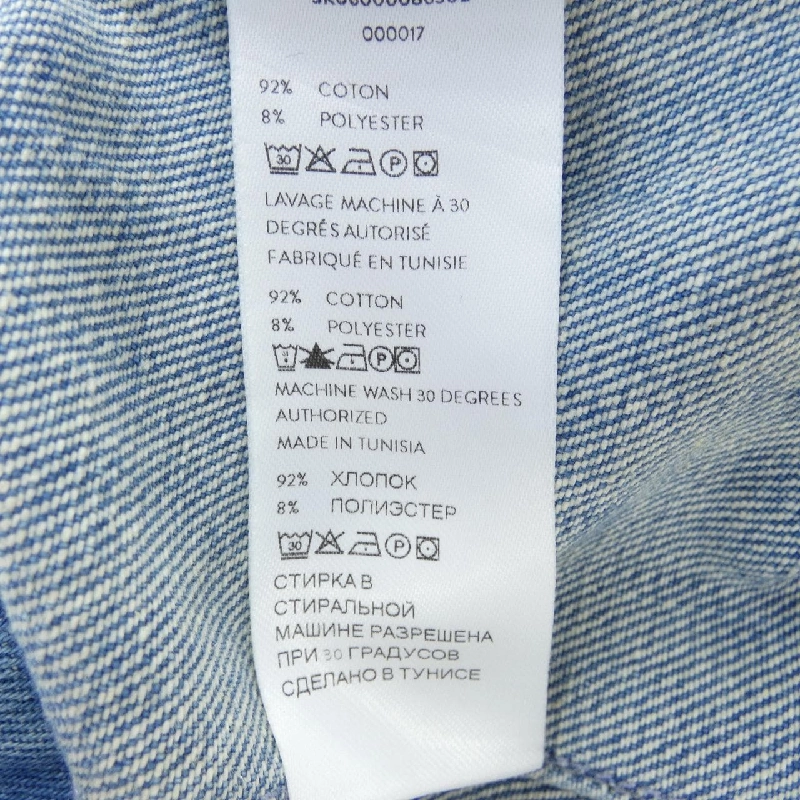 000017
92% COTON
8% POLYESTER
30 P
LAVAGE MACHINE À 30
DEGRÉS AUTORISÉ
FABRIQUÉ EN TUNISIE
92% COTTON
8% POLYESTER
P
MACHINE WASH 30 DEGREES
AUTHORIZED
MADE IN TUNISIA
92% ХЛОПОК
8% ПОЛИЭСТЕР
30 P
СТИРКА В
СТИРАЛЬНОЙ
МАШИНЕ РАЗРЕШЕНА
ПРИ 30 ГРАДУСОВ
СДЕЛАНО В ТУНИСЕ